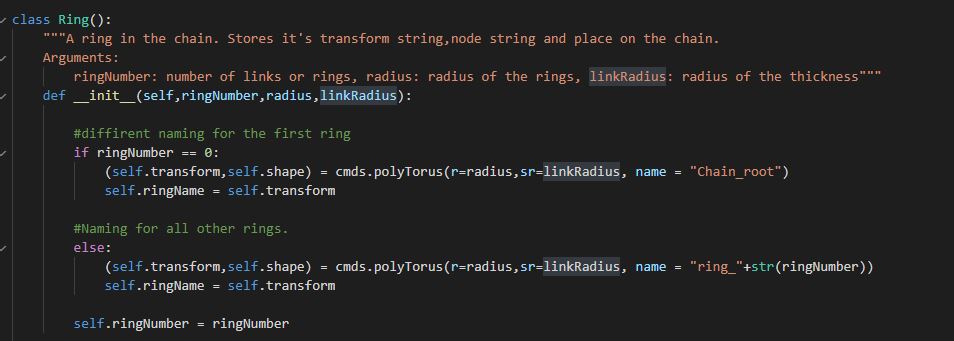 class Ring():
    """A ring in the chain. Stores it's transform string,node string and place on the chain.
    Arguments:
        ringNumber: number of links or rings, radius: radius of the rings, linkRadius: radius of the thickness"""
    def __init__(self,ringNumber,radius,linkRadius):
        #diffirent naming for the first ring
        if ringNumber == 0:
            (self.transform,self.shape) = cmds.polyTorus(r=radius,sr=linkRadius, name = "Chain_root")
            self.ringName = self.transform
        #Naming for all other rings.
        else:
            (self.transform,self.shape) = cmds.polyTorus(r=radius,sr=linkRadius, name = "ring_"+str(ringNumber))
            self.ringName = self.transform
        self.ringNumber = ringNumber